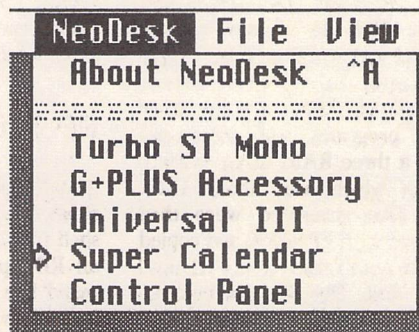 NeoDesk File View
About NeoDesk ^A
Turbo ST Mono
G+PLUS Accessory
Universal III
Super Calendar
Control Panel